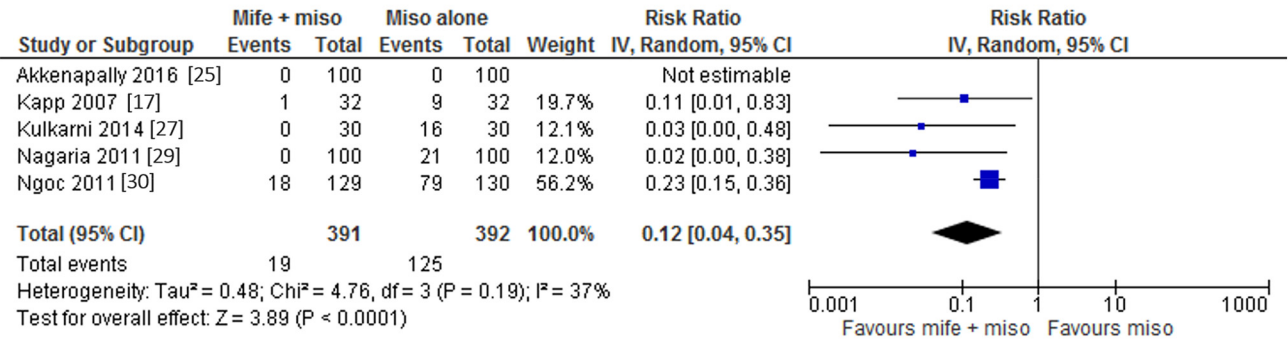 Mife + miso Miso alone Risk Ratio Risk Ratio
Study or Subgroup Events Total Events Total Weight IV, Random, 95% CI IV, Random, 95% CI
Akkenapally 2016 [25] 0 100 0 100 Not estimable
Kapp 2007 [17] 1 32 9 32 19.7% 0.11 [0.01, 0.83]
Kulkarni 2014 [27] 0 30 16 30 12.1% 0.03 [0.00, 0.48]
Nagaria 2011 [29] 0 100 21 100 12.0% 0.02 [0.00, 0.38]
Ngoc 2011 [30] 18 129 79 130 56.2% 0.23 [0.15, 0.36]
Total (95% CI) 391 392 100.0% 0.12 [0.04, 0.35]
Total events 19 125
Heterogeneity: Tau² = 0.48; Chi² = 4.76, df = 3 (P = 0.19); I² = 37%
Test for overall effect: Z = 3.89 (P < 0.0001)
0.001 0.1 1 10 1000
Favours mife + miso Favours miso